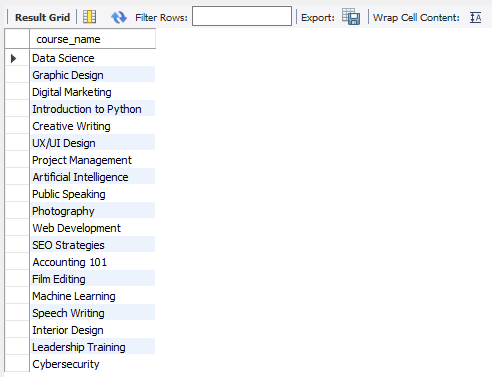 Result Grid Filter Rows: Export: Wrap Cell Content:
course_name
Data Science
Graphic Design
Digital Marketing
Introduction to Python
Creative Writing
UX/UI Design
Project Management
Artificial Intelligence
Public Speaking
Photography
Web Development
SEO Strategies
Accounting 101
Film Editing
Machine Learning
Speech Writing
Interior Design
Leadership Training
Cybersecurity